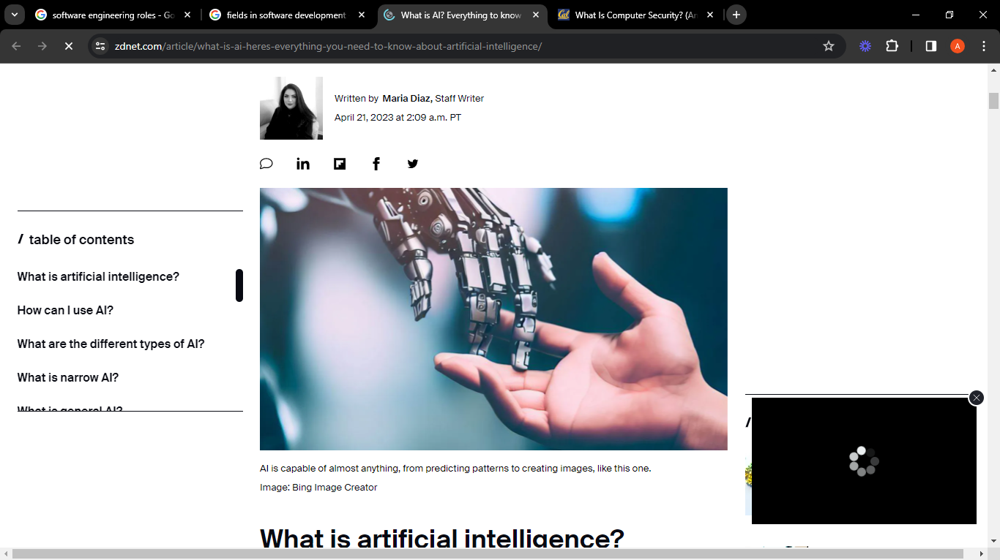 software engineering roles - Go
fields in software development
What is AI? Everything to know
What Is Computer Security? (An
zdnet.com/article/what-is-ai-heres-everything-you-need-to-know-about-artificial-intelligence/
A
Written by Maria Diaz, Staff Writer
April 21, 2023 at 2:09 a.m. PT
/ table of contents
What is artificial intelligence?
How can I use AI?
What are the different types of AI?
What is narrow AI?
What is general AI?
/
AI is capable of almost anything, from predicting patterns to creating images, like this one.
Image: Bing Image Creator
What is artificial intelligence?